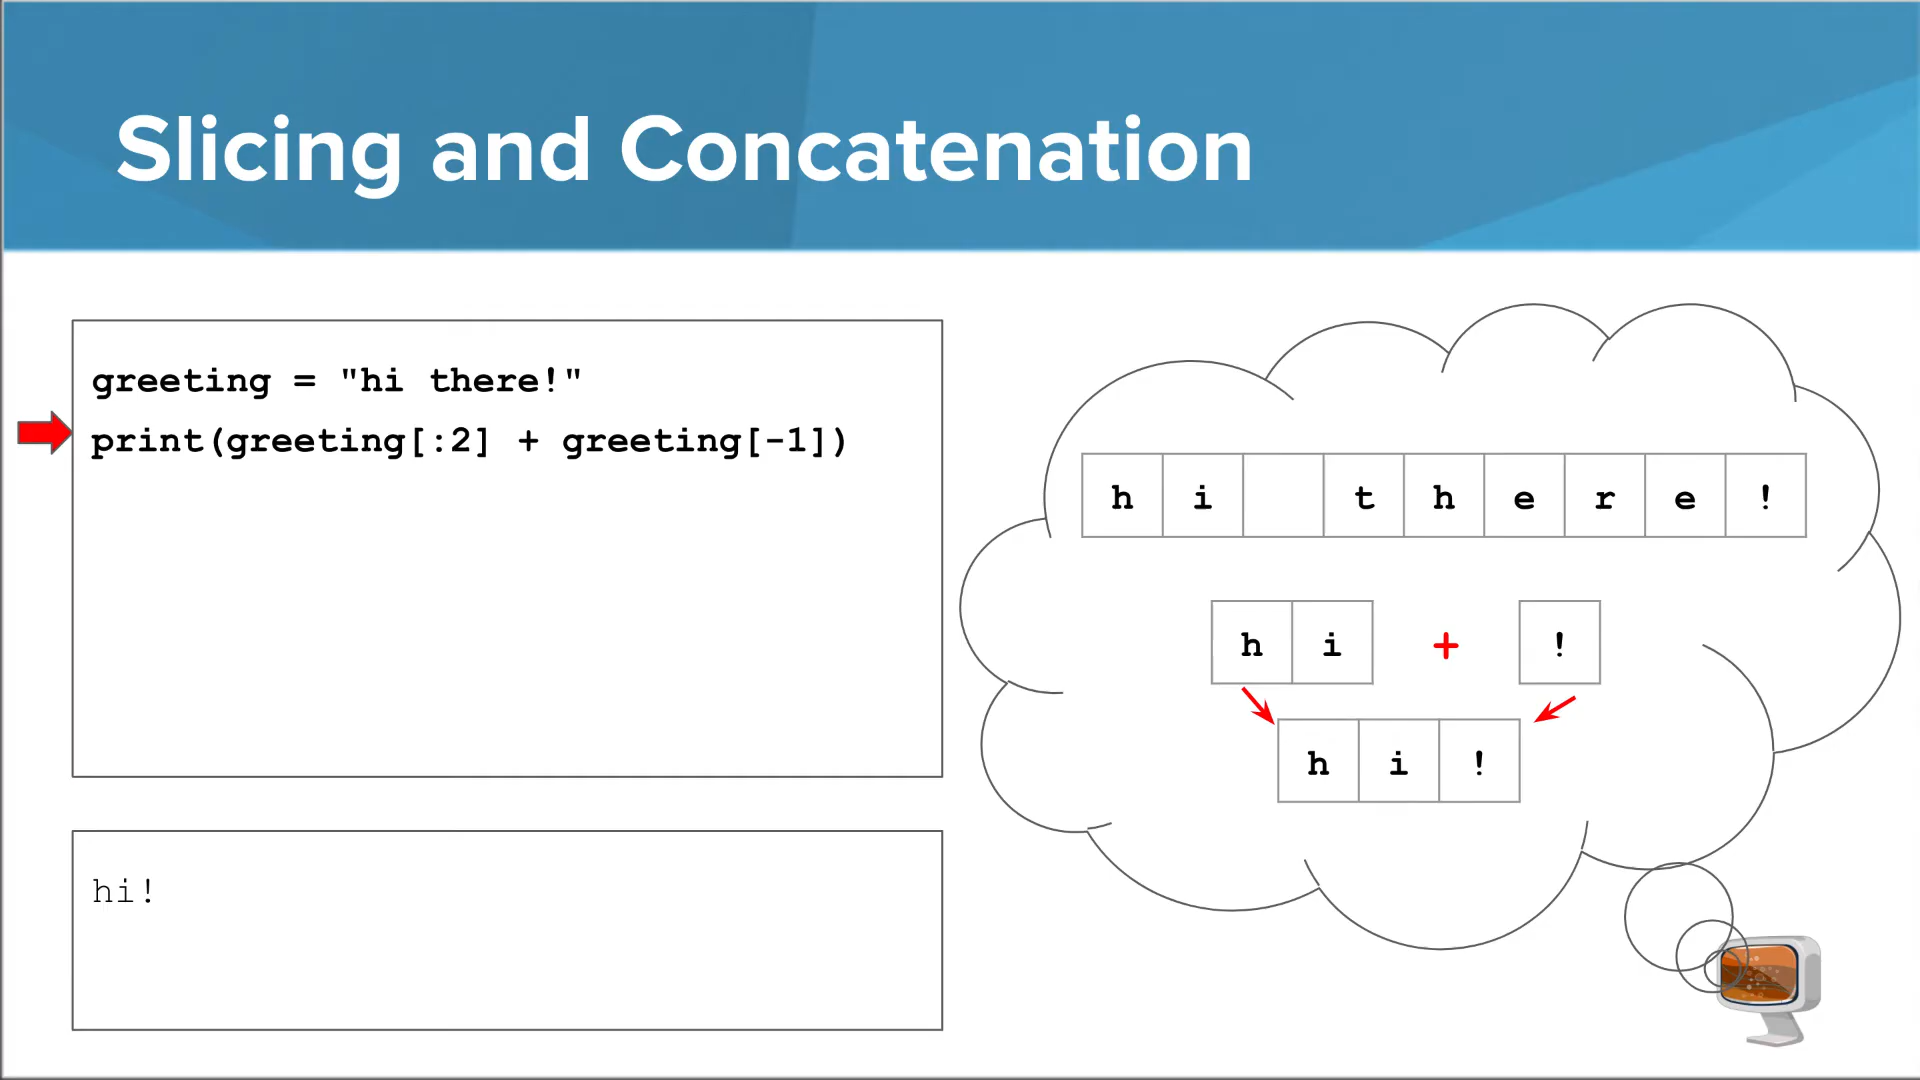 Slicing and Concatenation
greeting = "hi there!"
print(greeting[:2] + greeting[-1])
h i t h e r e !
h i + !
h i !
hi!